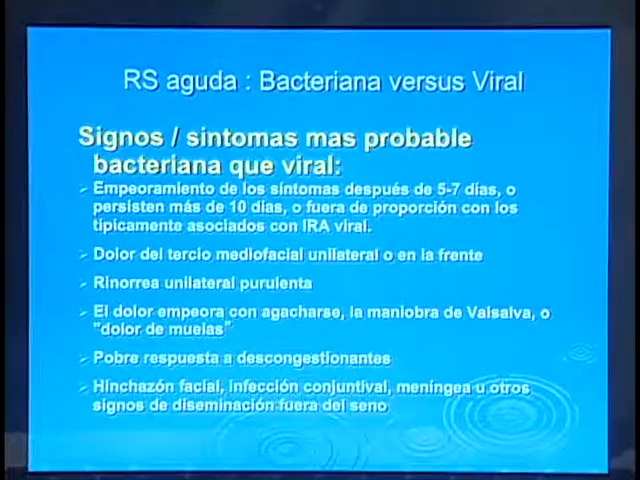 RS aguda : Bacteriana versus Viral
Signos / sintomas mas probable
bacteriana que viral:
Empeoramiento de los síntomas después de 5-7 días, o
persisten más de 10 días, o fuera de proporción con los
típicamente asociados con IRA viral.
Dolor del tercio mediofacial unilateral o en la frente
Rinorrea unilateral purulenta
El dolor empeora con agacharse, la maniobra de Valsalva, o
"dolor de muelas"
Pobre respuesta a descongestionantes
Hinchazón facial, infección conjuntival, meníngea u otros
signos de diseminación fuera del seno